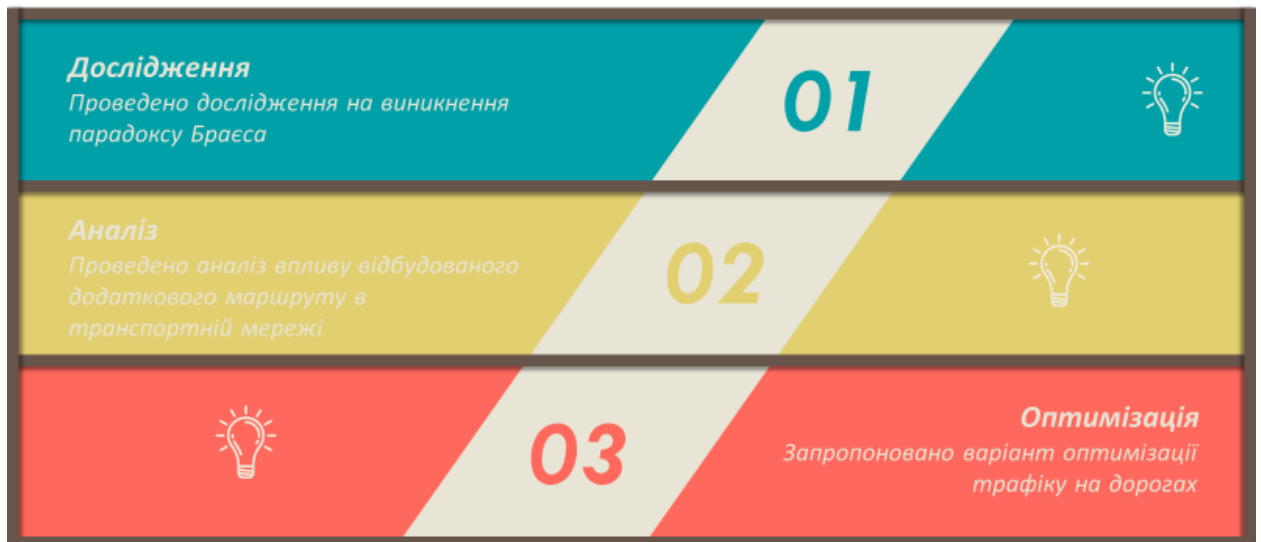 Дослідження
Проведено дослідження на виникнення
парадоксу Браєса
01
Аналіз
Проведено аналіз впливу відбудованого
додаткового маршруту в
транспортній мережі
02
03
Оптимізація
Запропоновано варіант оптимізації
трафіку на дорогах